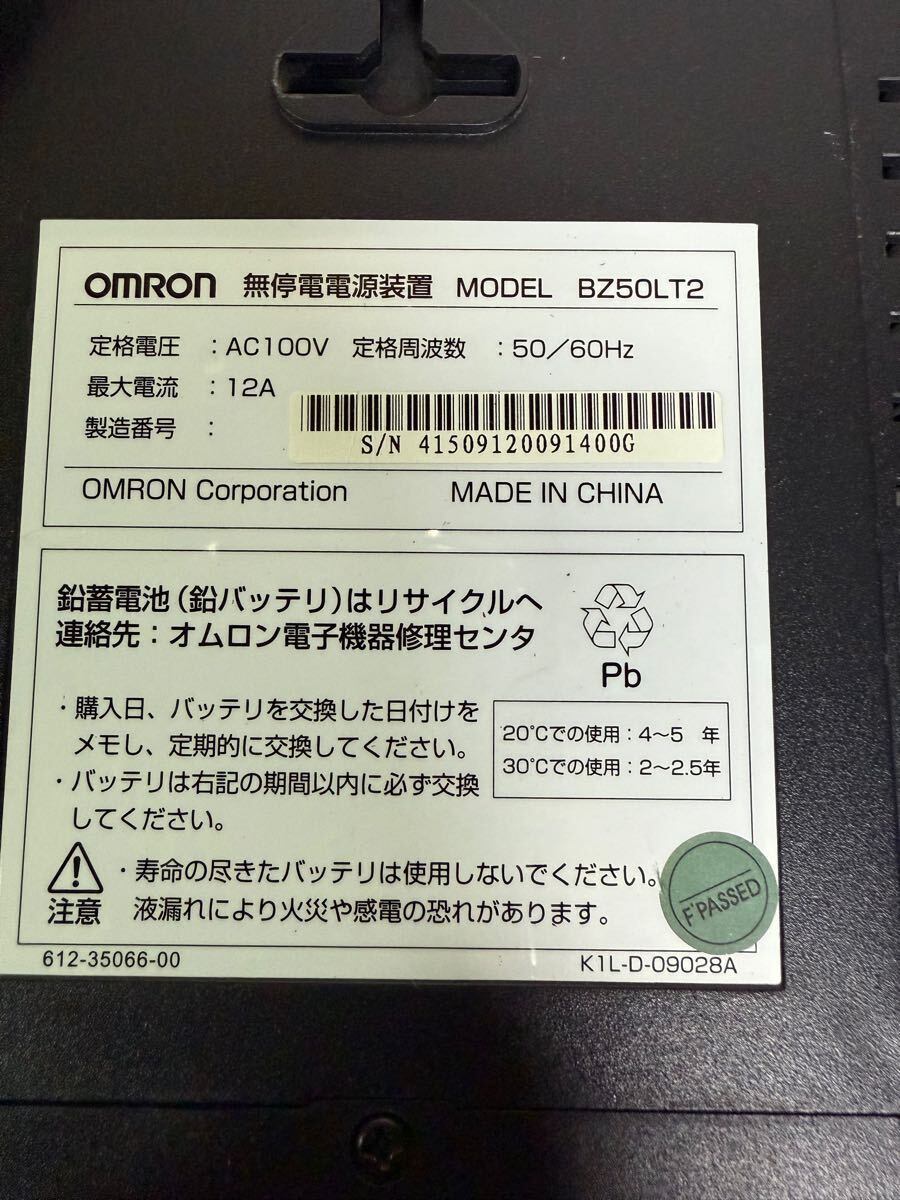 OMRON 無停電電源装置 MODEL BZ50LT2
定格電圧 : AC100V 定格周波数 : 50/60Hz
最大電流 : 12A
製造番号 :
S/N 41509120091400G
OMRON Corporation MADE IN CHINA
鉛蓄電池(鉛バッテリ)はリサイクルへ
連絡先:オムロン電子機器修理センタ
Pb
・購入日、バッテリを交換した日付けを
メモし、定期的に交換してください。
・バッテリは右記の期間以内に必ず交換
してください。
20℃での使用:4〜5 年
30℃での使用:2〜2.5年
・寿命の尽きたバッテリは使用しないでください。
注意 液漏れにより火災や感電の恐れがあります。
F'PASSED
612-35066-00 K1L-D-09028A